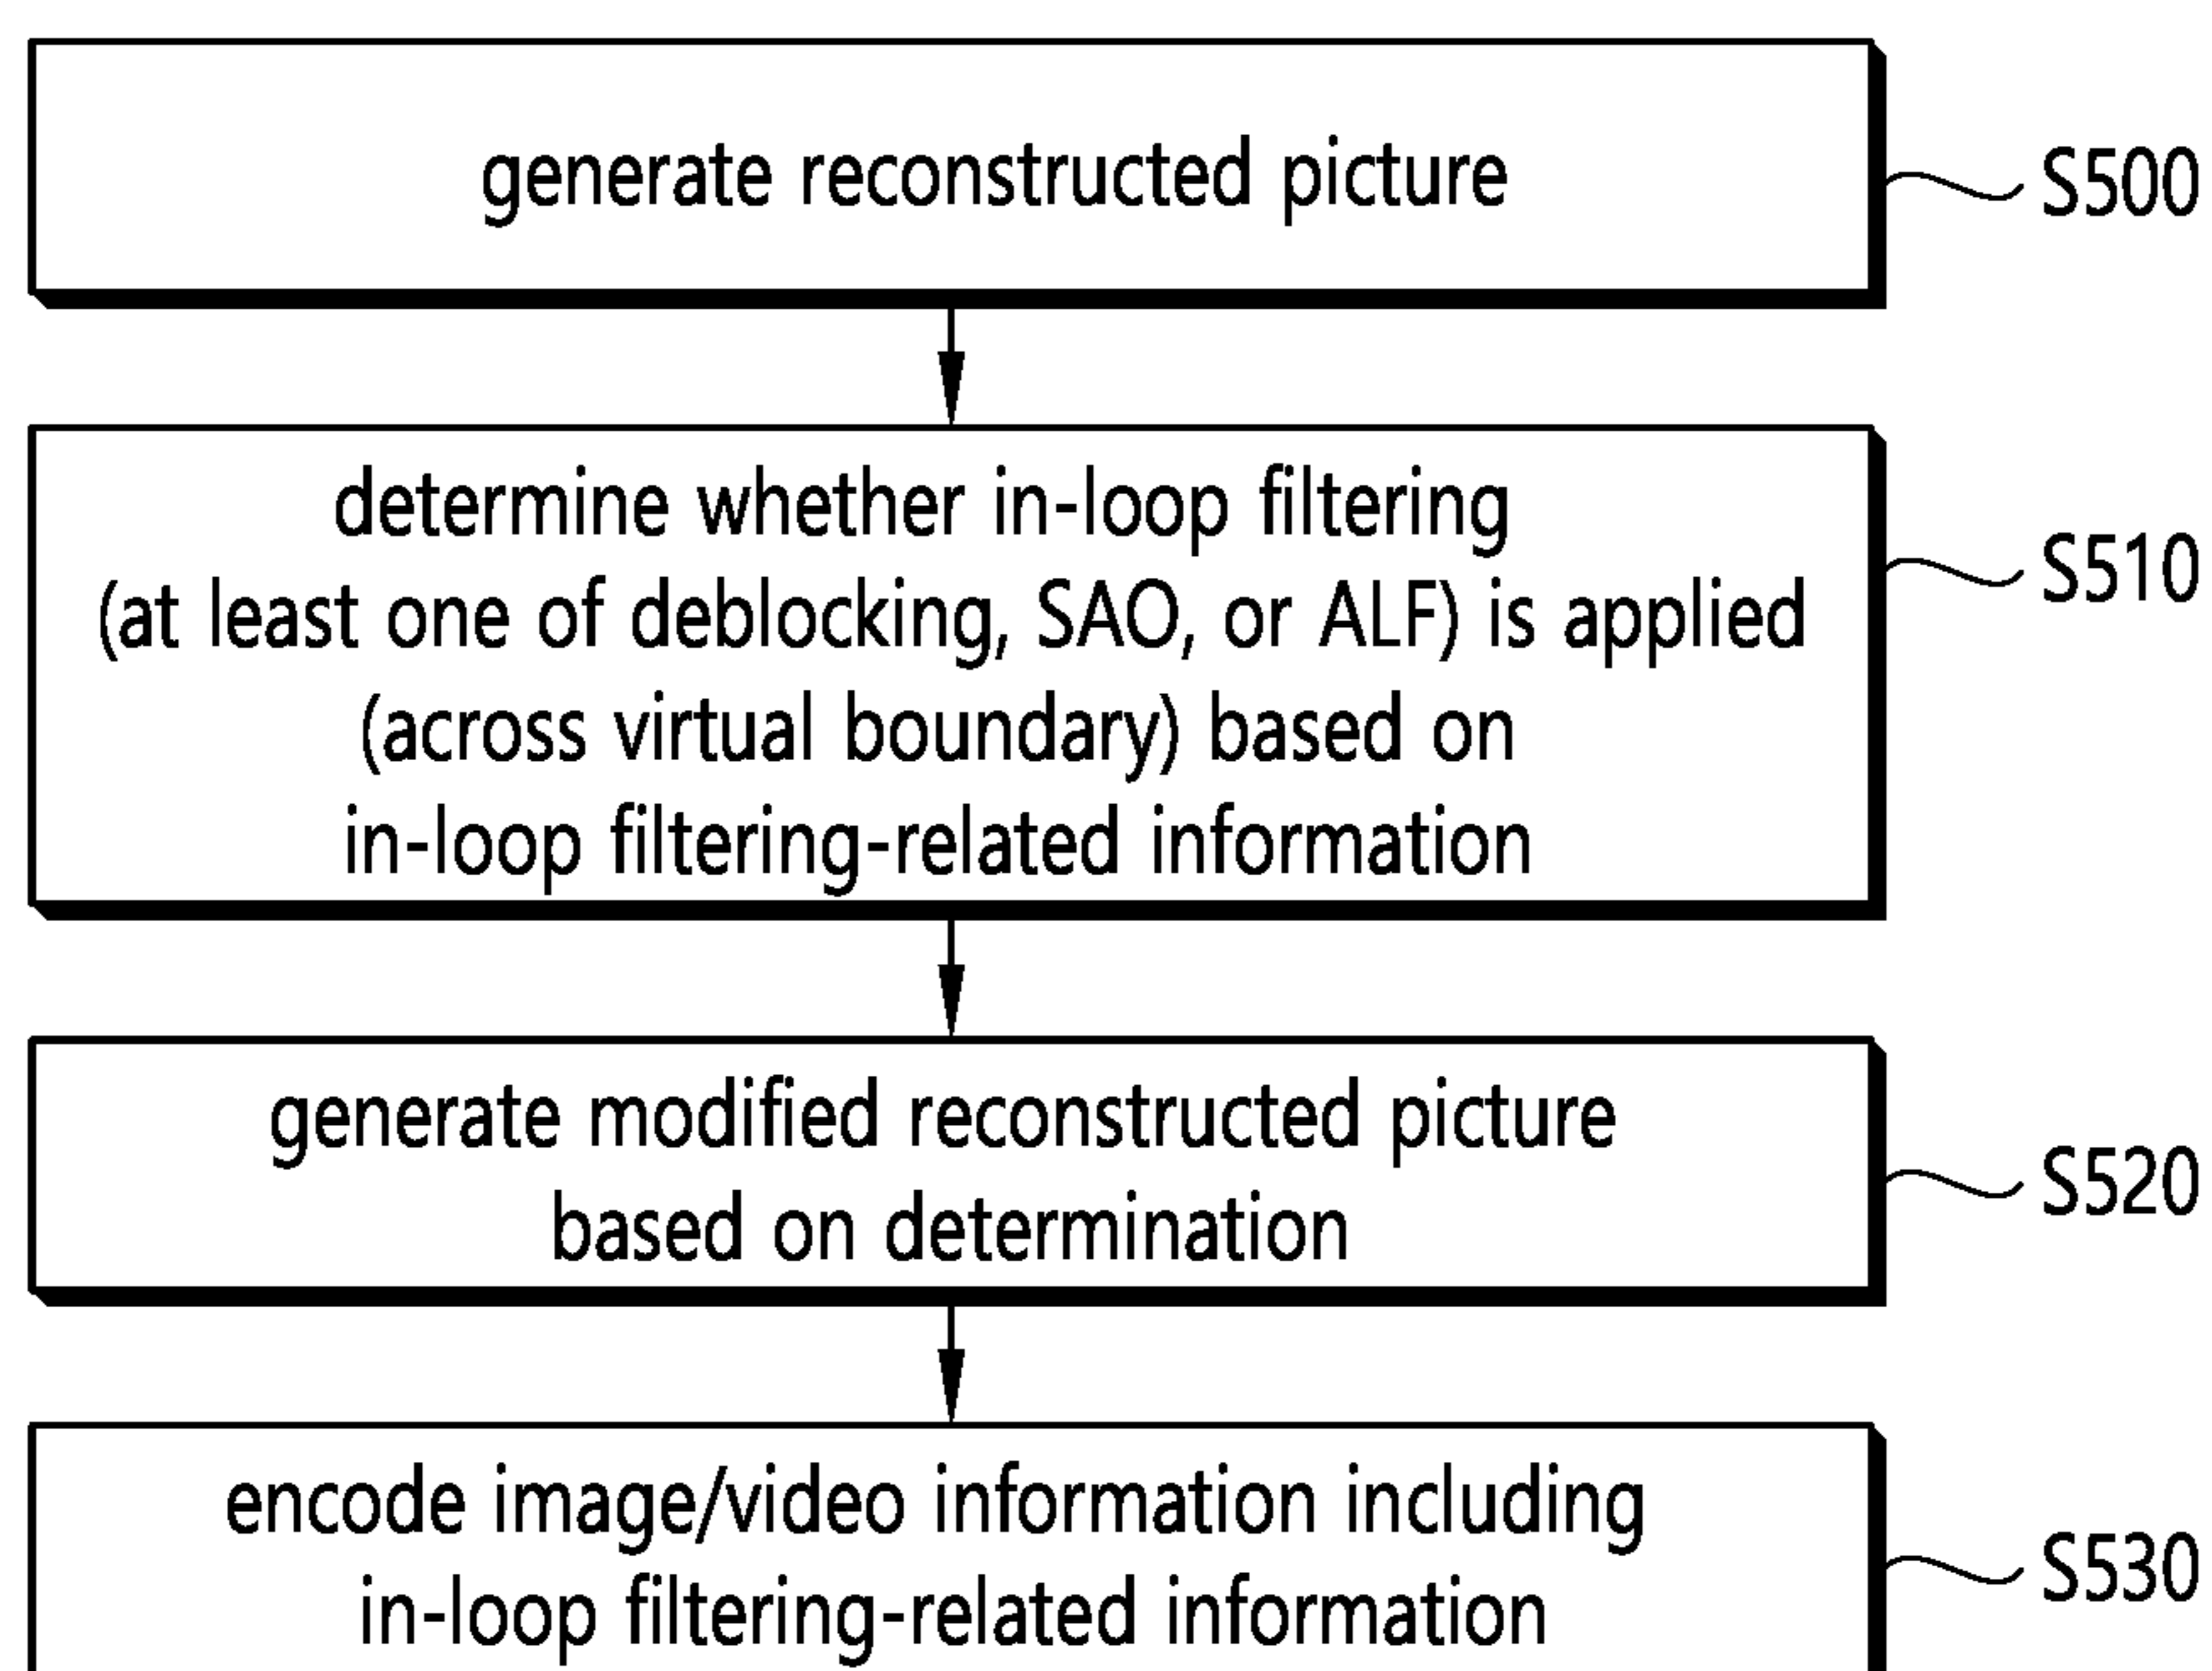 generate reconstructed picture
S500
determine whether in-loop filtering
(at least one of deblocking, SAO, or ALF) is applied
(across virtual boundary) based on
in-loop filtering-related information
S510
generate modified reconstructed picture
based on determination
S520
encode image/video information including
in-loop filtering-related information
S530